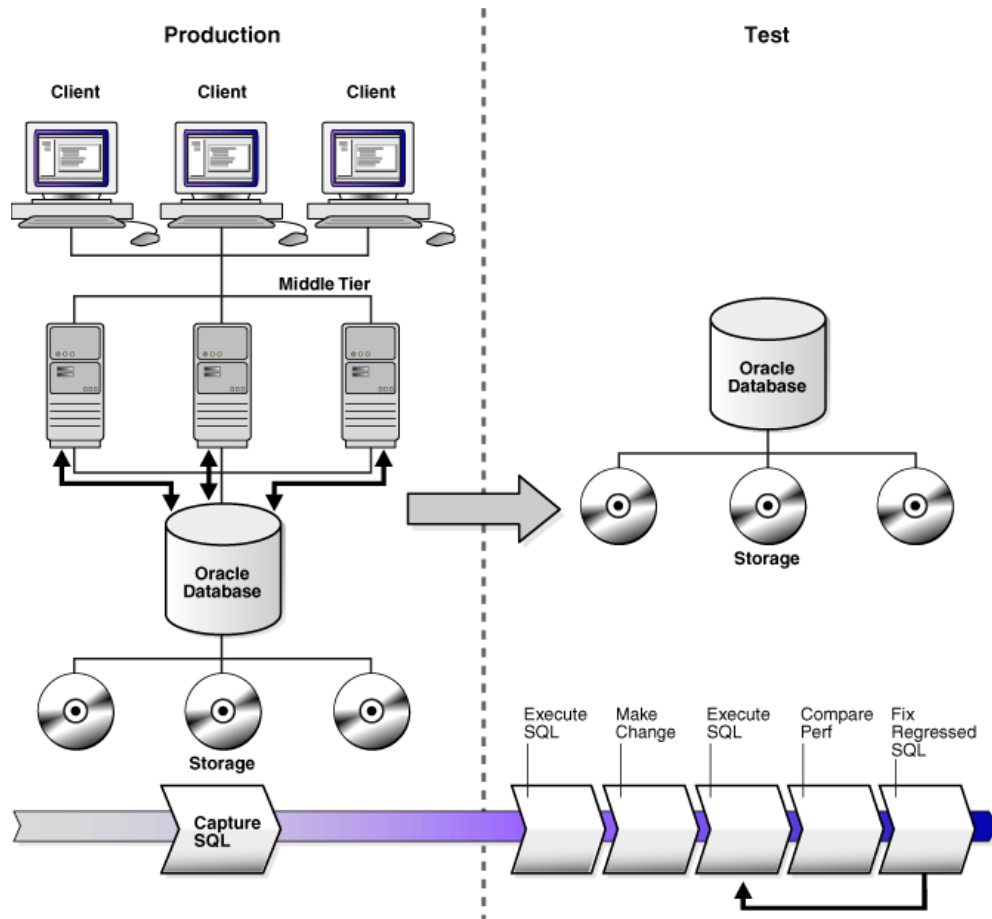 Production
Test
Client
Client
Client
Middle Tier
Oracle
Database
Storage
Oracle
Database
Storage
Capture
SQL
Execute
SQL
Make
Change
Execute
SQL
Compare
Perf
Fix
Regressed
SQL